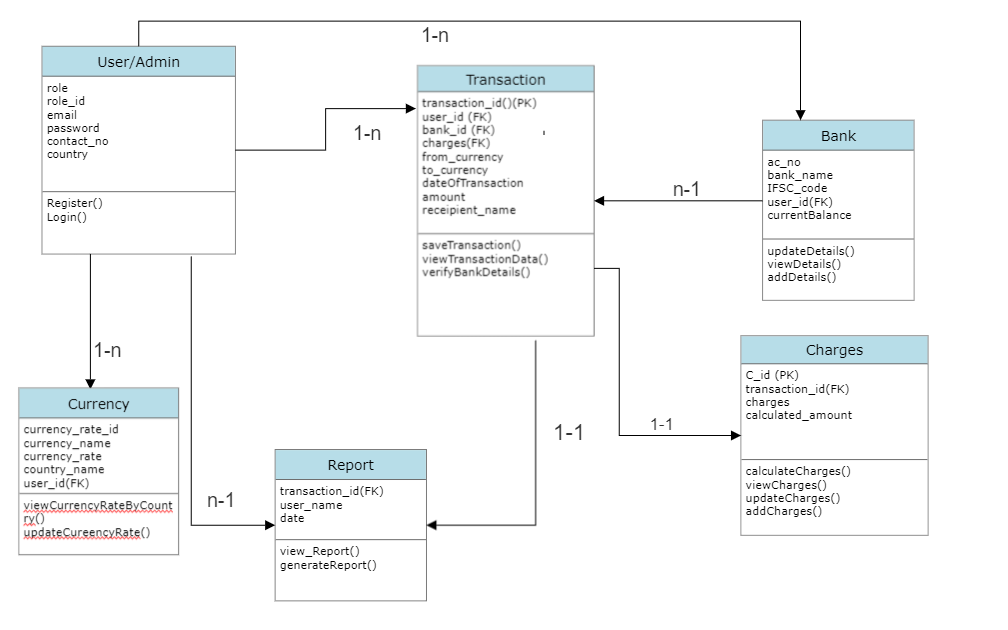 1-n
User/Admin
role
role_id
email
password
contact_no
country
Register()
Login()
1-n
Transaction
transaction_id()(PK)
user_id (FK)
bank_id (FK)
charges(FK)
from_currency
to_currency
dateOfTransaction
amount
receipient_name
saveTransaction()
viewTransactionData()
verifyBankDetails()
n-1
Bank
ac_no
bank_name
IFSC_code
user_id(FK)
currentBalance
updateDetails()
viewDetails()
addDetails()
1-n
Currency
currency_rate_id
currency_name
currency_rate
country_name
user_id(FK)
viewCurrencyRateByCount
ry()
updateCureencyRate()
n-1
Report
transaction_id(FK)
user_name
date
view_Report()
generateReport()
1-1
1-1
Charges
C_id (PK)
transaction_id(FK)
charges
calculated_amount
calculateCharges()
viewCharges()
updateCharges()
addCharges()